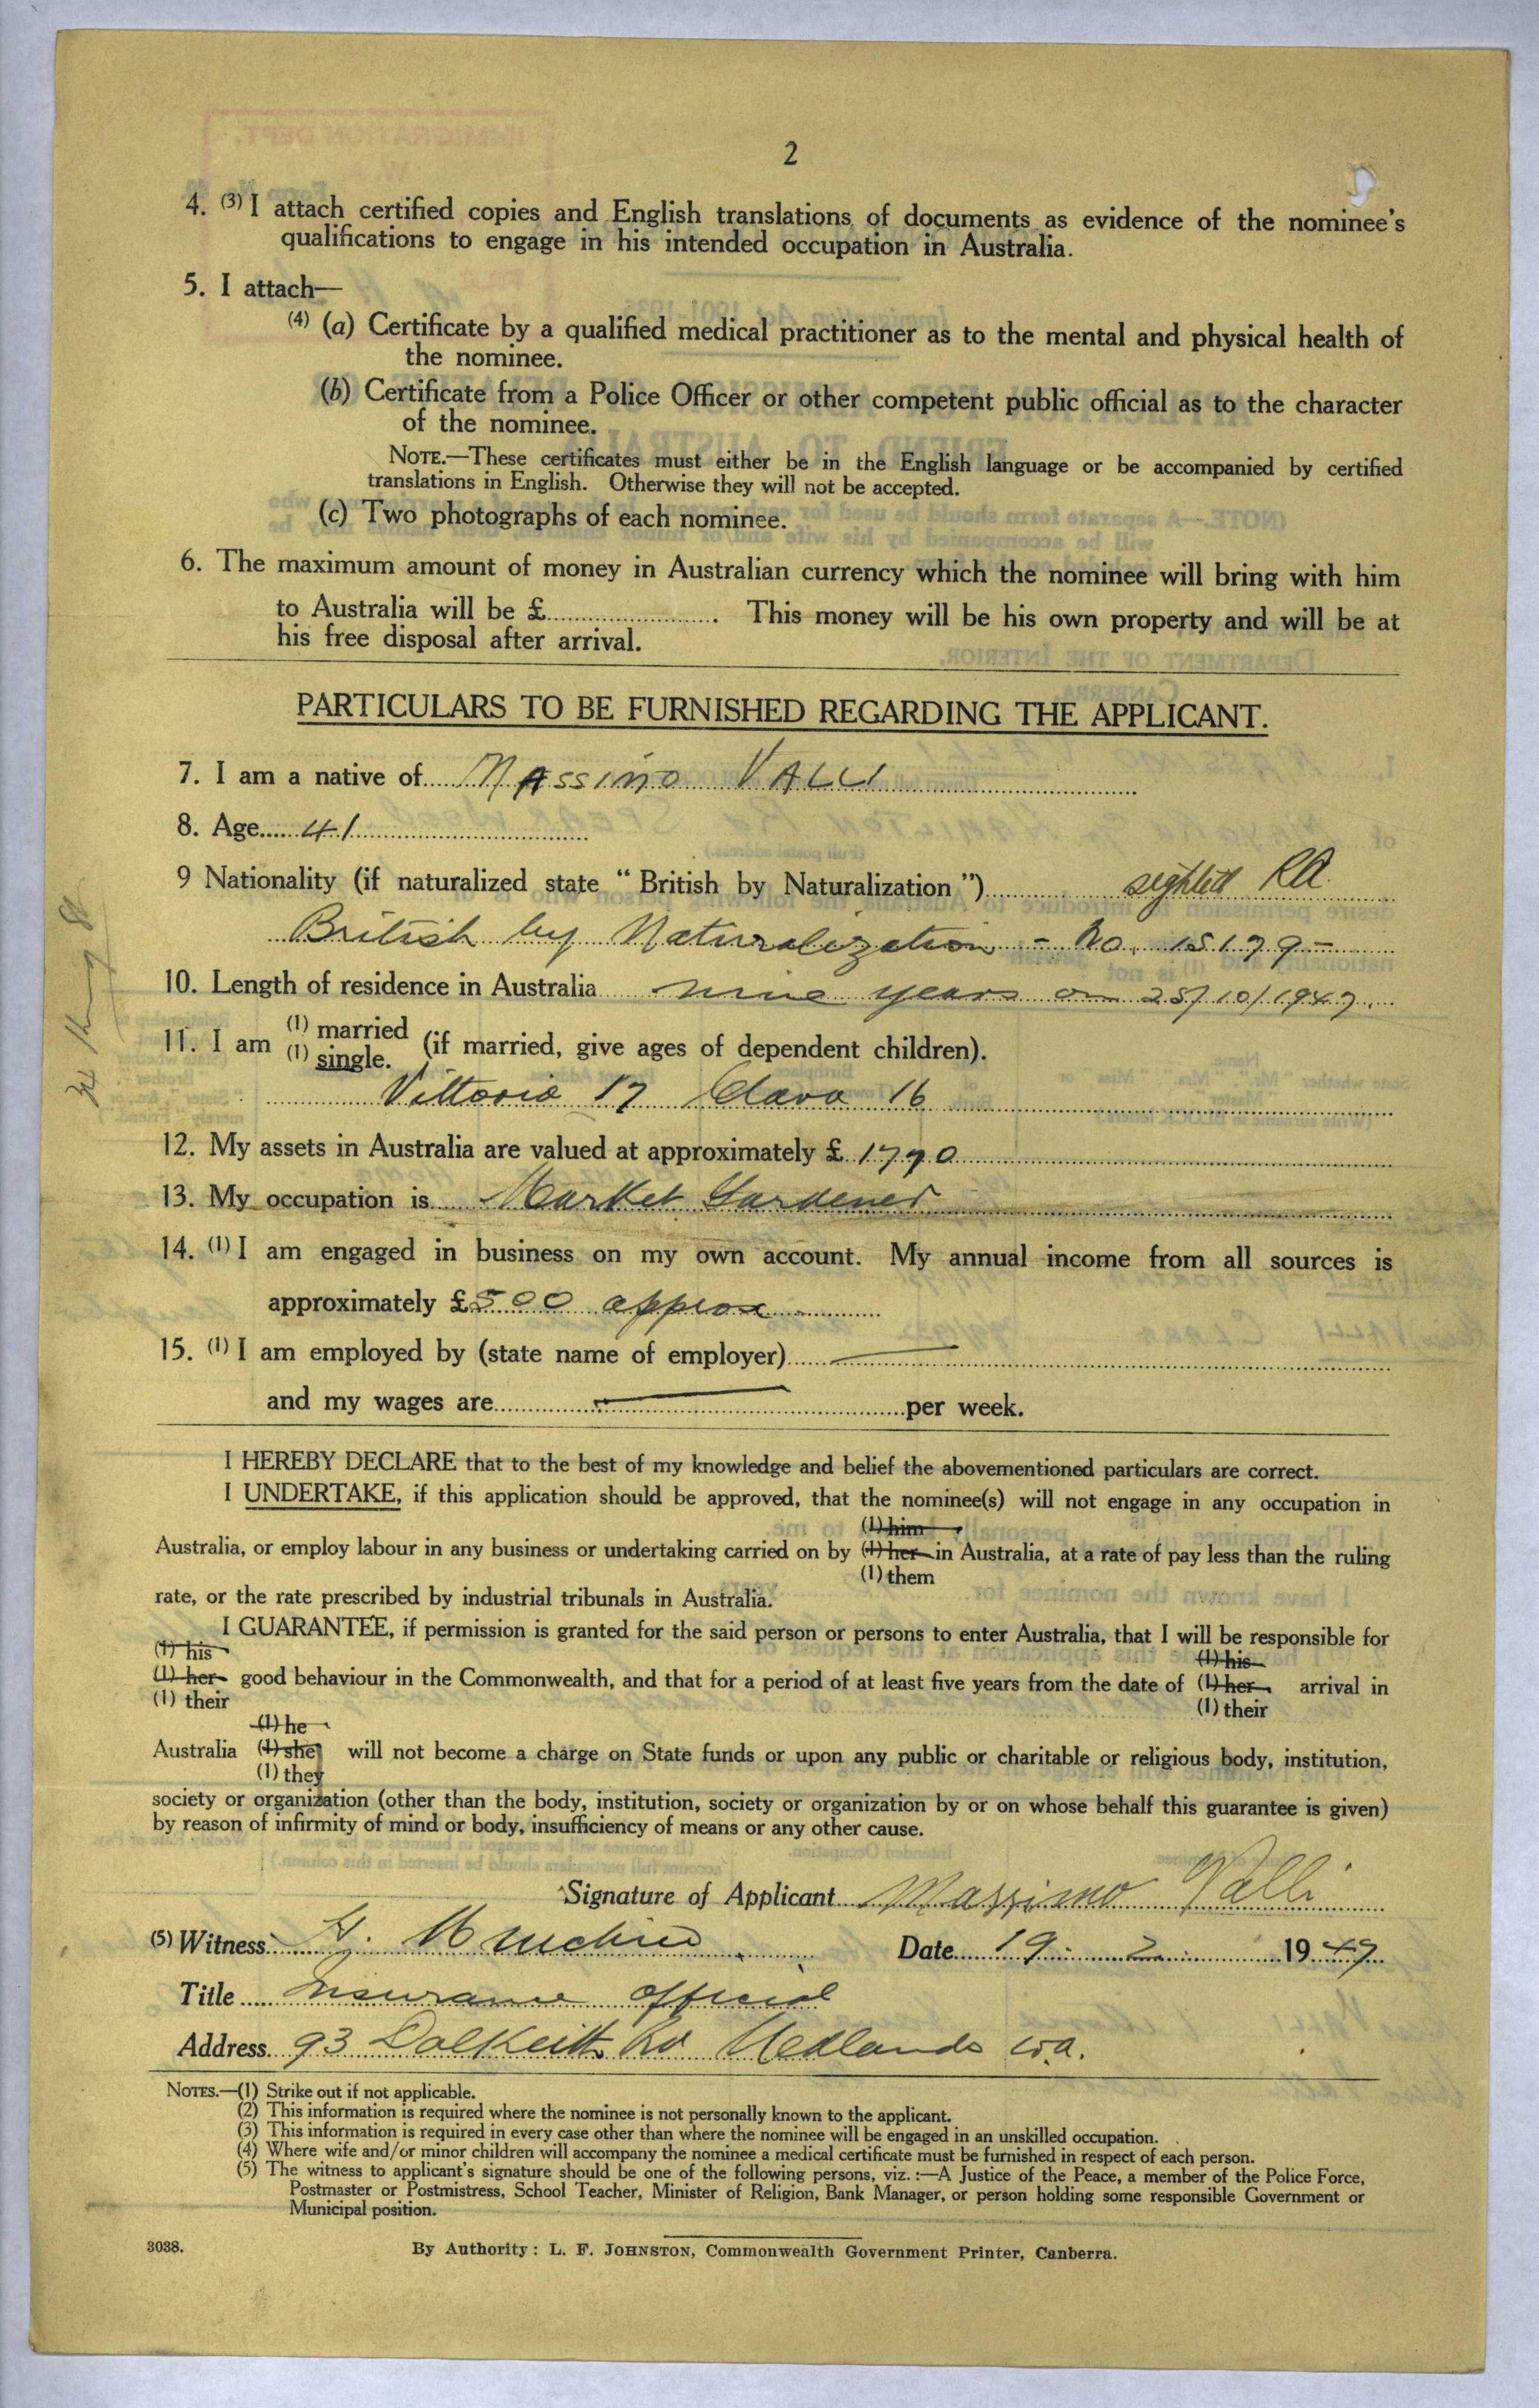 2
4. (3) I attach certified copies and English translations of documents as evidence of the nominee's
qualifications to engage in his intended occupation in Australia.
5. I attach—
(4) (a) Certificate by a qualified medical practitioner as to the mental and physical health of
the nominee.
(b) Certificate from a Police Officer or other competent public official as to the character
of the nominee.
NOTE.—These certificates must either be in the English language or be accompanied by certified
translations in English. Otherwise they will not be accepted.
(c) Two photographs of each nominee.
6. The maximum amount of money in Australian currency which the nominee will bring with him
to Australia will be £.................... This money will be his own property and will be at
his free disposal after arrival.
PARTICULARS TO BE FURNISHED REGARDING THE APPLICANT.
7. I am a native of MASSIMO VALLI
8. Age 41
9 Nationality (if naturalized state "British by Naturalization") sighted RA
British by Naturalization - No. 15179 -
10. Length of residence in Australia nine years on 25/10/1947.
11. I am (1) married (1) single. (if married, give ages of dependent children).
Vittorio 17 Clara 16
12. My assets in Australia are valued at approximately £ 1770
13. My occupation is Market Gardener
14. (1) I am engaged in business on my own account. My annual income from all sources is
approximately £ 500 approx
15. (1) I am employed by (state name of employer) —
and my wages are — per week.
I HEREBY DECLARE that to the best of my knowledge and belief the abovementioned particulars are correct.
I UNDERTAKE, if this application should be approved, that the nominee(s) will not engage in any occupation in
(1) him
Australia, or employ labour in any business or undertaking carried on by (1) her in Australia, at a rate of pay less than the ruling
(1) them
rate, or the rate prescribed by industrial tribunals in Australia.
I GUARANTEE, if permission is granted for the said person or persons to enter Australia, that I will be responsible for
(1) his (1) his
(1) her good behaviour in the Commonwealth, and that for a period of at least five years from the date of (1) her arrival in
(1) their (1) their
(1) he
Australia (1) she will not become a charge on State funds or upon any public or charitable or religious body, institution,
(1) they
society or organization (other than the body, institution, society or organization by or on whose behalf this guarantee is given)
by reason of infirmity of mind or body, insufficiency of means or any other cause.
Signature of Applicant Massimo Valli
(5) Witness Date 19 2 1947
Title Insurance official
Address 93 Dalkeith Rd Nedlands W.A.
NOTES.—(1) Strike out if not applicable.
(2) This information is required where the nominee is not personally known to the applicant.
(3) This information is required in every case other than where the nominee will be engaged in an unskilled occupation.
(4) Where wife and/or minor children will accompany the nominee a medical certificate must be furnished in respect of each person.
(5) The witness to applicant's signature should be one of the following persons, viz.:—A Justice of the Peace, a member of the Police Force,
Postmaster or Postmistress, School Teacher, Minister of Religion, Bank Manager, or person holding some responsible Government or
Municipal position.
3038. By Authority: L. F. JOHNSTON, Commonwealth Government Printer, Canberra.